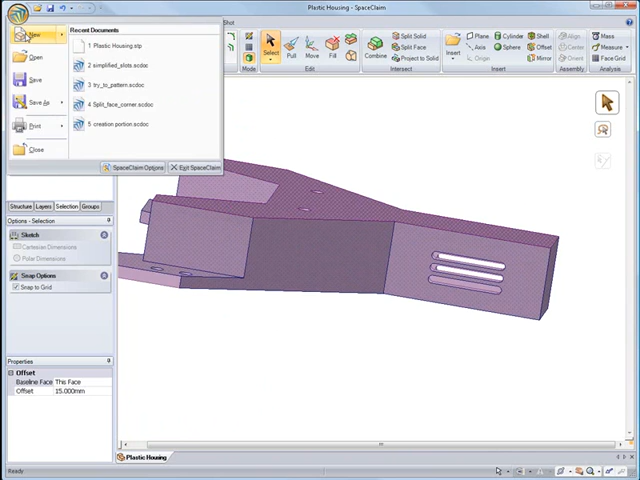 Plastic Housing - SpaceClaim
New
Open
Save
Save As
Print
Close
Recent Documents
1 Plastic Housing.stp
2 simplified_slots.scdoc
3 try_to_pattern.scdoc
4 Split_face_corner.scdoc
5 creation portion.scdoc
SpaceClaim Options
Exit SpaceClaim
Shot
Select
Pull
Move
Fill
Combine
Split Solid
Split Face
Project to Solid
Insert
Plane
Axis
Cylinder
Sphere
Shell
Offset
Mirror
Mass
Measure
Face Grid
Mode
Edit
Intersect
Insert
Assembly
Analysis
Structure
Layers
Selection
Groups
Options - Selection
Sketch
Cartesian Dimensions
Polar Dimensions
Snap Options
Snap to Grid
Properties
Offset
Baseline Face
This Face
Offset
15.000mm
Plastic Housing
Ready